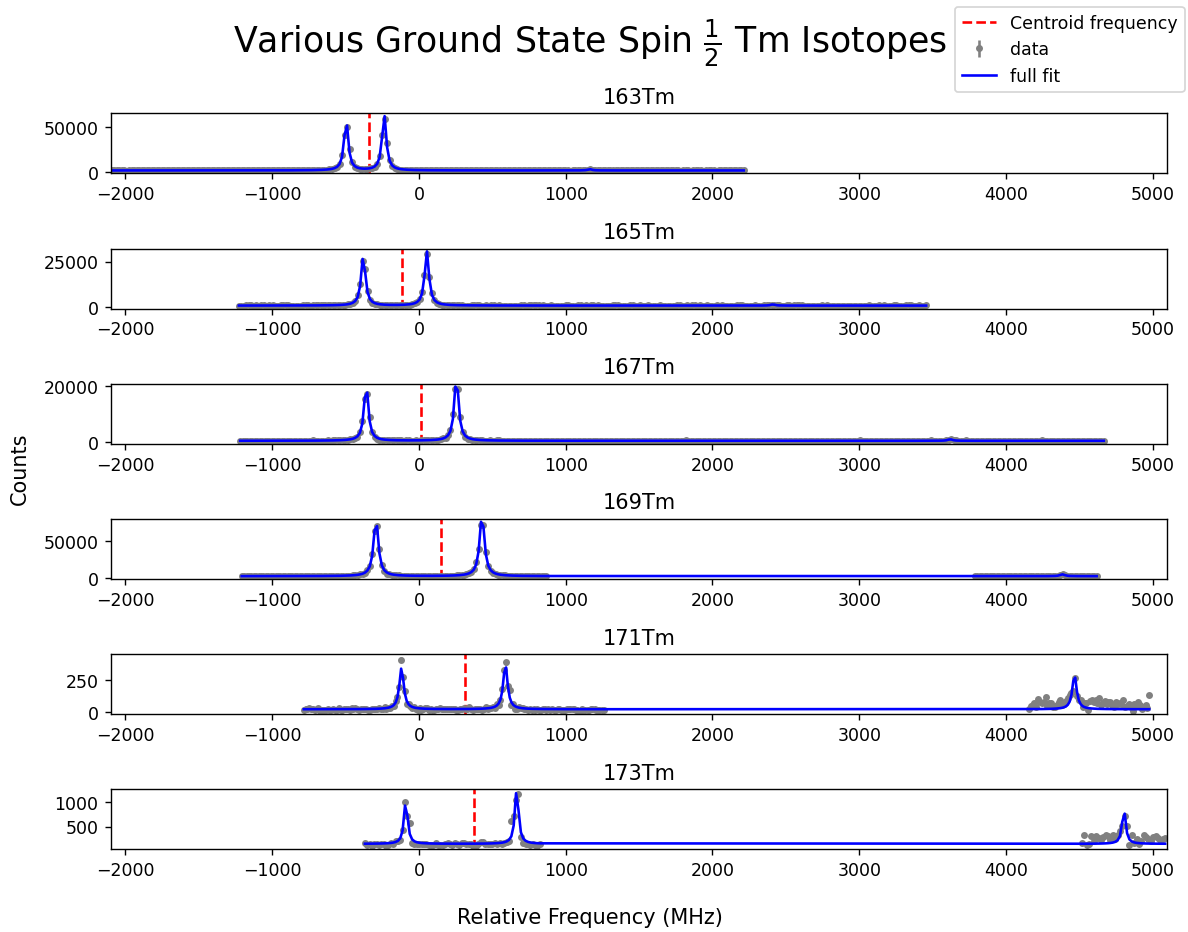 Various Ground State Spin 1/2 Tm Isotopes
Centroid frequency
data
full fit
163Tm
50000
0
−2000 −1000 0 1000 2000 3000 4000 5000
165Tm
25000
0
−2000 −1000 0 1000 2000 3000 4000 5000
167Tm
20000
10000
0
−2000 −1000 0 1000 2000 3000 4000 5000
Counts
169Tm
50000
0
−2000 −1000 0 1000 2000 3000 4000 5000
171Tm
250
0
−2000 −1000 0 1000 2000 3000 4000 5000
173Tm
1000
500
−2000 −1000 0 1000 2000 3000 4000 5000
Relative Frequency (MHz)